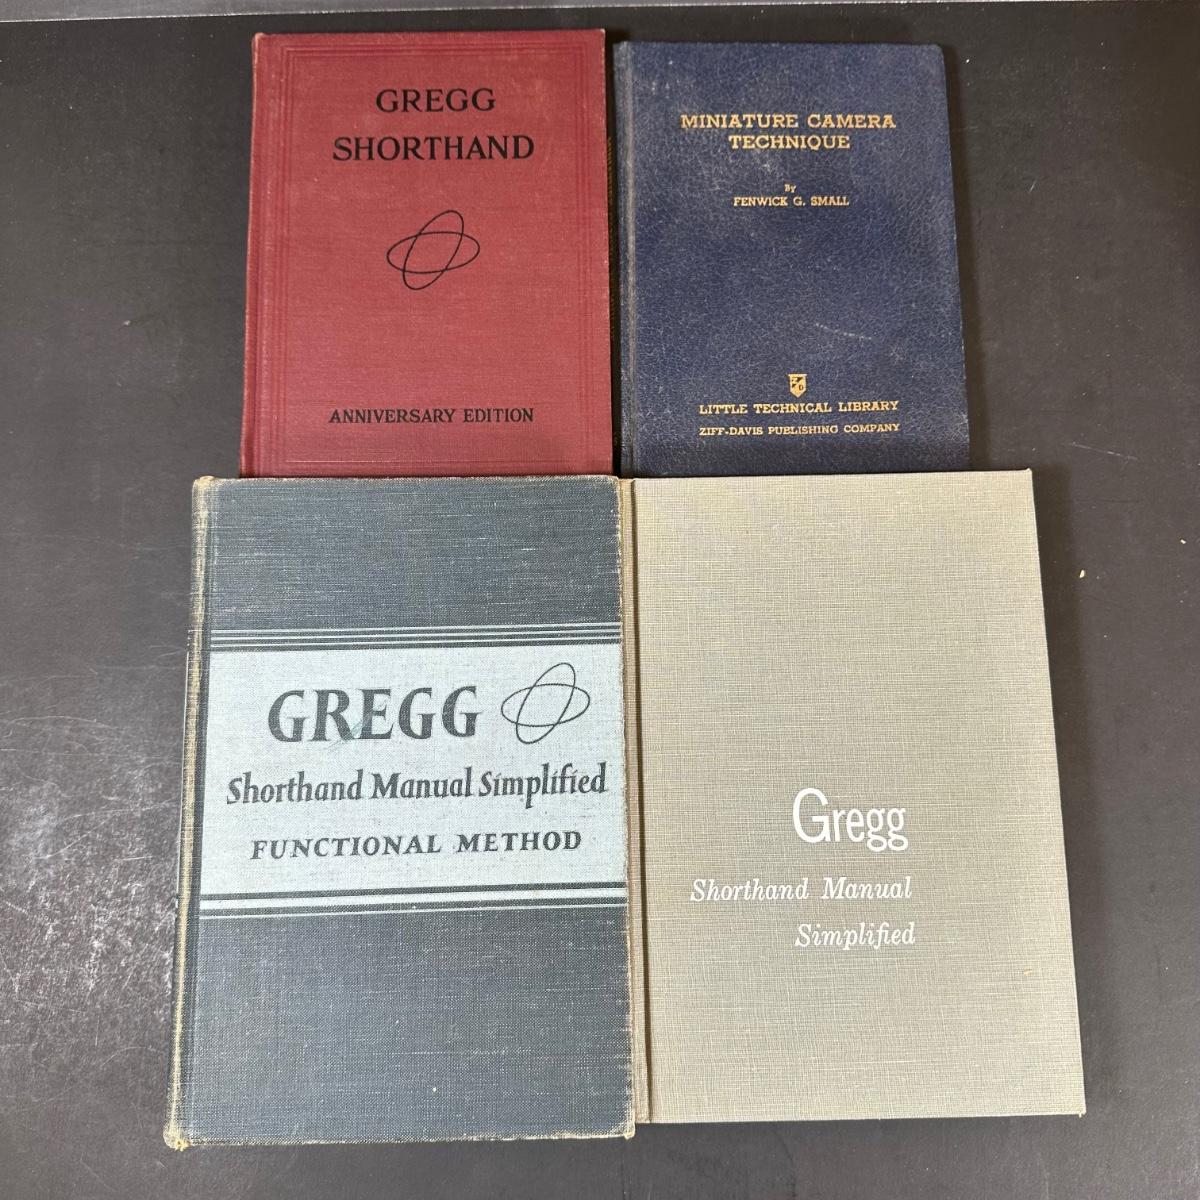 GREGG
SHORTHAND
ANNIVERSARY EDITION
MINIATURE CAMERA
TECHNIQUE
By
FENWICK G. SMALL
Z D
LITTLE TECHNICAL LIBRARY
ZIFF-DAVIS PUBLISHING COMPANY
GREGG
Shorthand Manual Simplified
FUNCTIONAL METHOD
Gregg
Shorthand Manual
Simplified